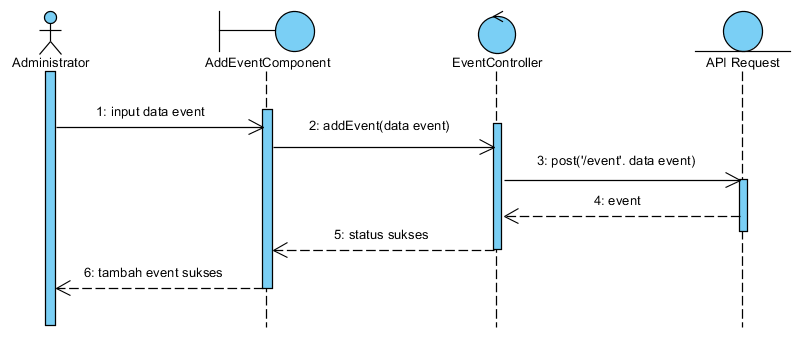 Administrator
AddEventComponent
EventController
API Request
1: input data event
2: addEvent(data event)
3: post('/event'. data event)
4: event
5: status sukses
6: tambah event sukses